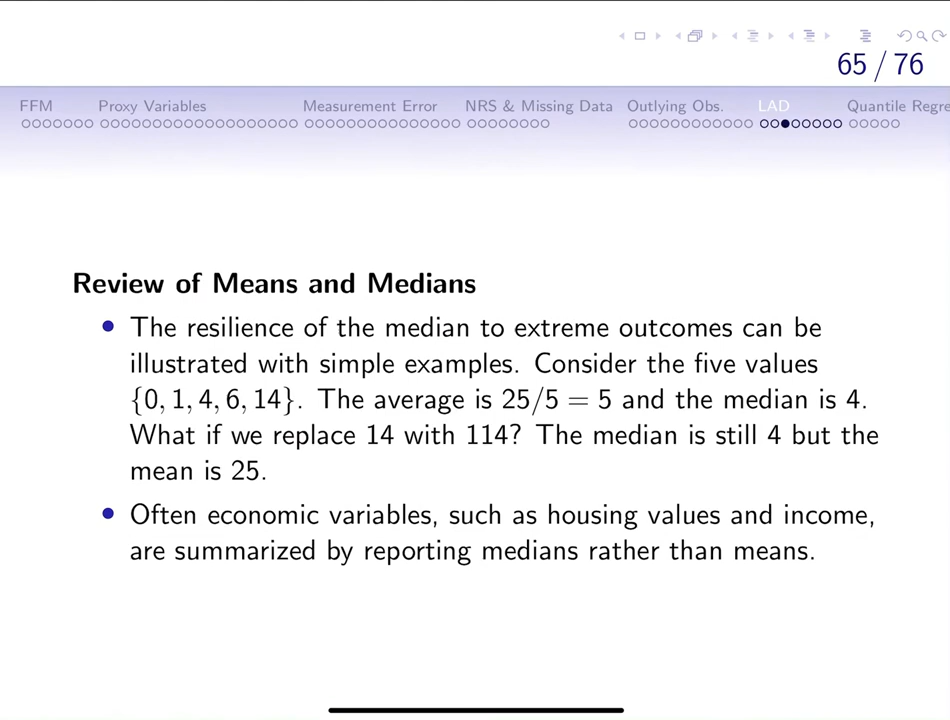 65 / 76
FFM Proxy Variables Measurement Error NRS & Missing Data Outlying Obs. LAD Quantile Regre
Review of Means and Medians
• The resilience of the median to extreme outcomes can be
illustrated with simple examples. Consider the five values
{0, 1, 4, 6, 14}. The average is 25/5 = 5 and the median is 4.
What if we replace 14 with 114? The median is still 4 but the
mean is 25.
• Often economic variables, such as housing values and income,
are summarized by reporting medians rather than means.